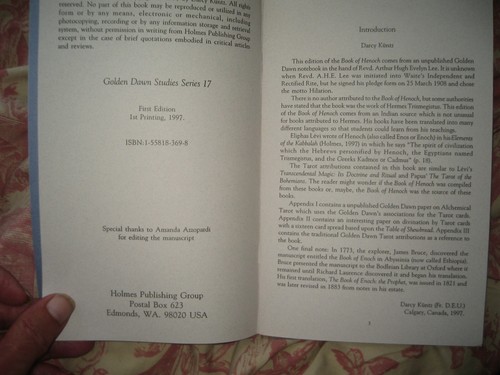 by Darcy Küntz. All rights
reserved. No part of this book may be reproduced or utilised in any
form or by any means, electronic or mechanical, including
photocopying, recording or by any information storage and retrieval
system, without permission in writing from Holmes Publishing Group
except in the case of brief quotations embodied in critical articles
and reviews.
Golden Dawn Studies Series 17
First Edition
1st Printing, 1997.
ISBN:1-55818-369-8
Special thanks to Amanda Anzopardi
for editing the manuscript
Holmes Publishing Group
Postal Box 623
Edmonds, WA. 98020 USA
Introduction
Darcy Küntz
This edition of the Book of Henoch comes from an unpublished Golden
Dawn notebook in the hand of Revd. Arthur Hugh Evelyn Lee. It is unknown
when Revd. A.H.E. Lee was initiated into Waite's Independent and
Rectified Rite, but he signed his pledge form on 25 March 1908 and chose
the motto Hilarion.
There is no author attributed to the Book of Henoch, but some authorities
have stated that the book was the work of Hermes Trismegistus. This edition
of the Book of Henoch comes from an Indian source which is not unusual
for books attributed to Hermes. His books have been translated into many
different languages so that students could learn from his teachings.
Eliphas Lévi wrote of Henoch (also called Enos or Enoch) in his Elements
of the Kabbalah (Holmes, 1997) in which he says "the spirit of civilization
which the Hebrews personified by Henoch, the Egyptians named
Trismegistus, and the Greeks Kadmos or Cadmus" (p. 18).
The Tarot attributions contained in this book are similar to Lévi's
Transcendental Magic: Its Doctrine and Ritual and Papus' The Tarot of the
Bohemians. The reader might wonder if the Book of Henoch was compiled
from these books or, maybe, the Book of Henoch was the source of these
books.
Appendix I contains a unpublished Golden Dawn paper on Alchemical
Tarot which uses the Golden Dawn's associations for the Tarot cards.
Appendix II contains an interesting paper on divination by Tarot cards
with a sixteen card spread based upon the Table of Shewbread. Appendix III
contains the traditional Golden Dawn Tarot attributions as a reference to
the book.
One final note: In 1773, the explorer, James Bruce, discovered the
manuscript entitled the Book of Enoch in Abyssinia (now called Ethiopia).
Bruce presented the manuscript to the Bodleian Library at Oxford where it
remained until Richard Laurence discovered it and began his translation.
His first translation, The Book of Enoch the Prophet, was issued in 1821 and
was later revised in 1883 from notes in his estate.
Darcy Küntz (Fr. D.E.U.)
Calgary, Canada, 1997.